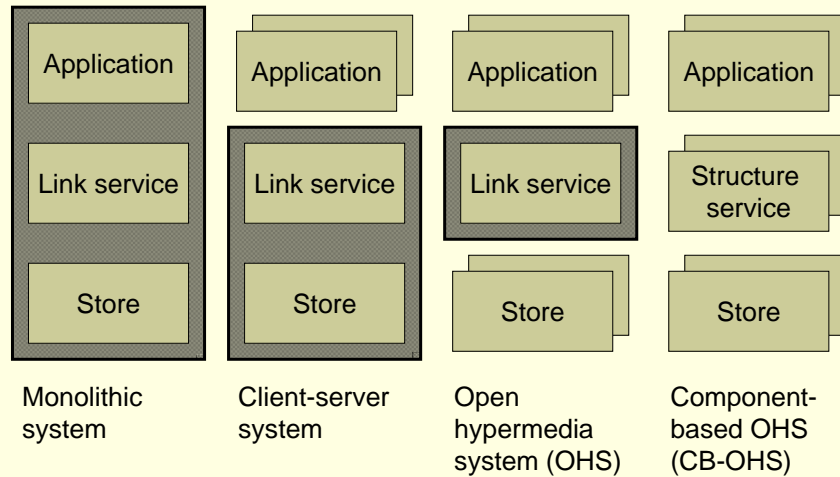 Application
Application
Application
Application
Link service
Link service
Link service
Structure
service
Store
Store
Store
Store
Monolithic
system
Client-server
system
Open
hypermedia
system (OHS)
Component-
based OHS
(CB-OHS)